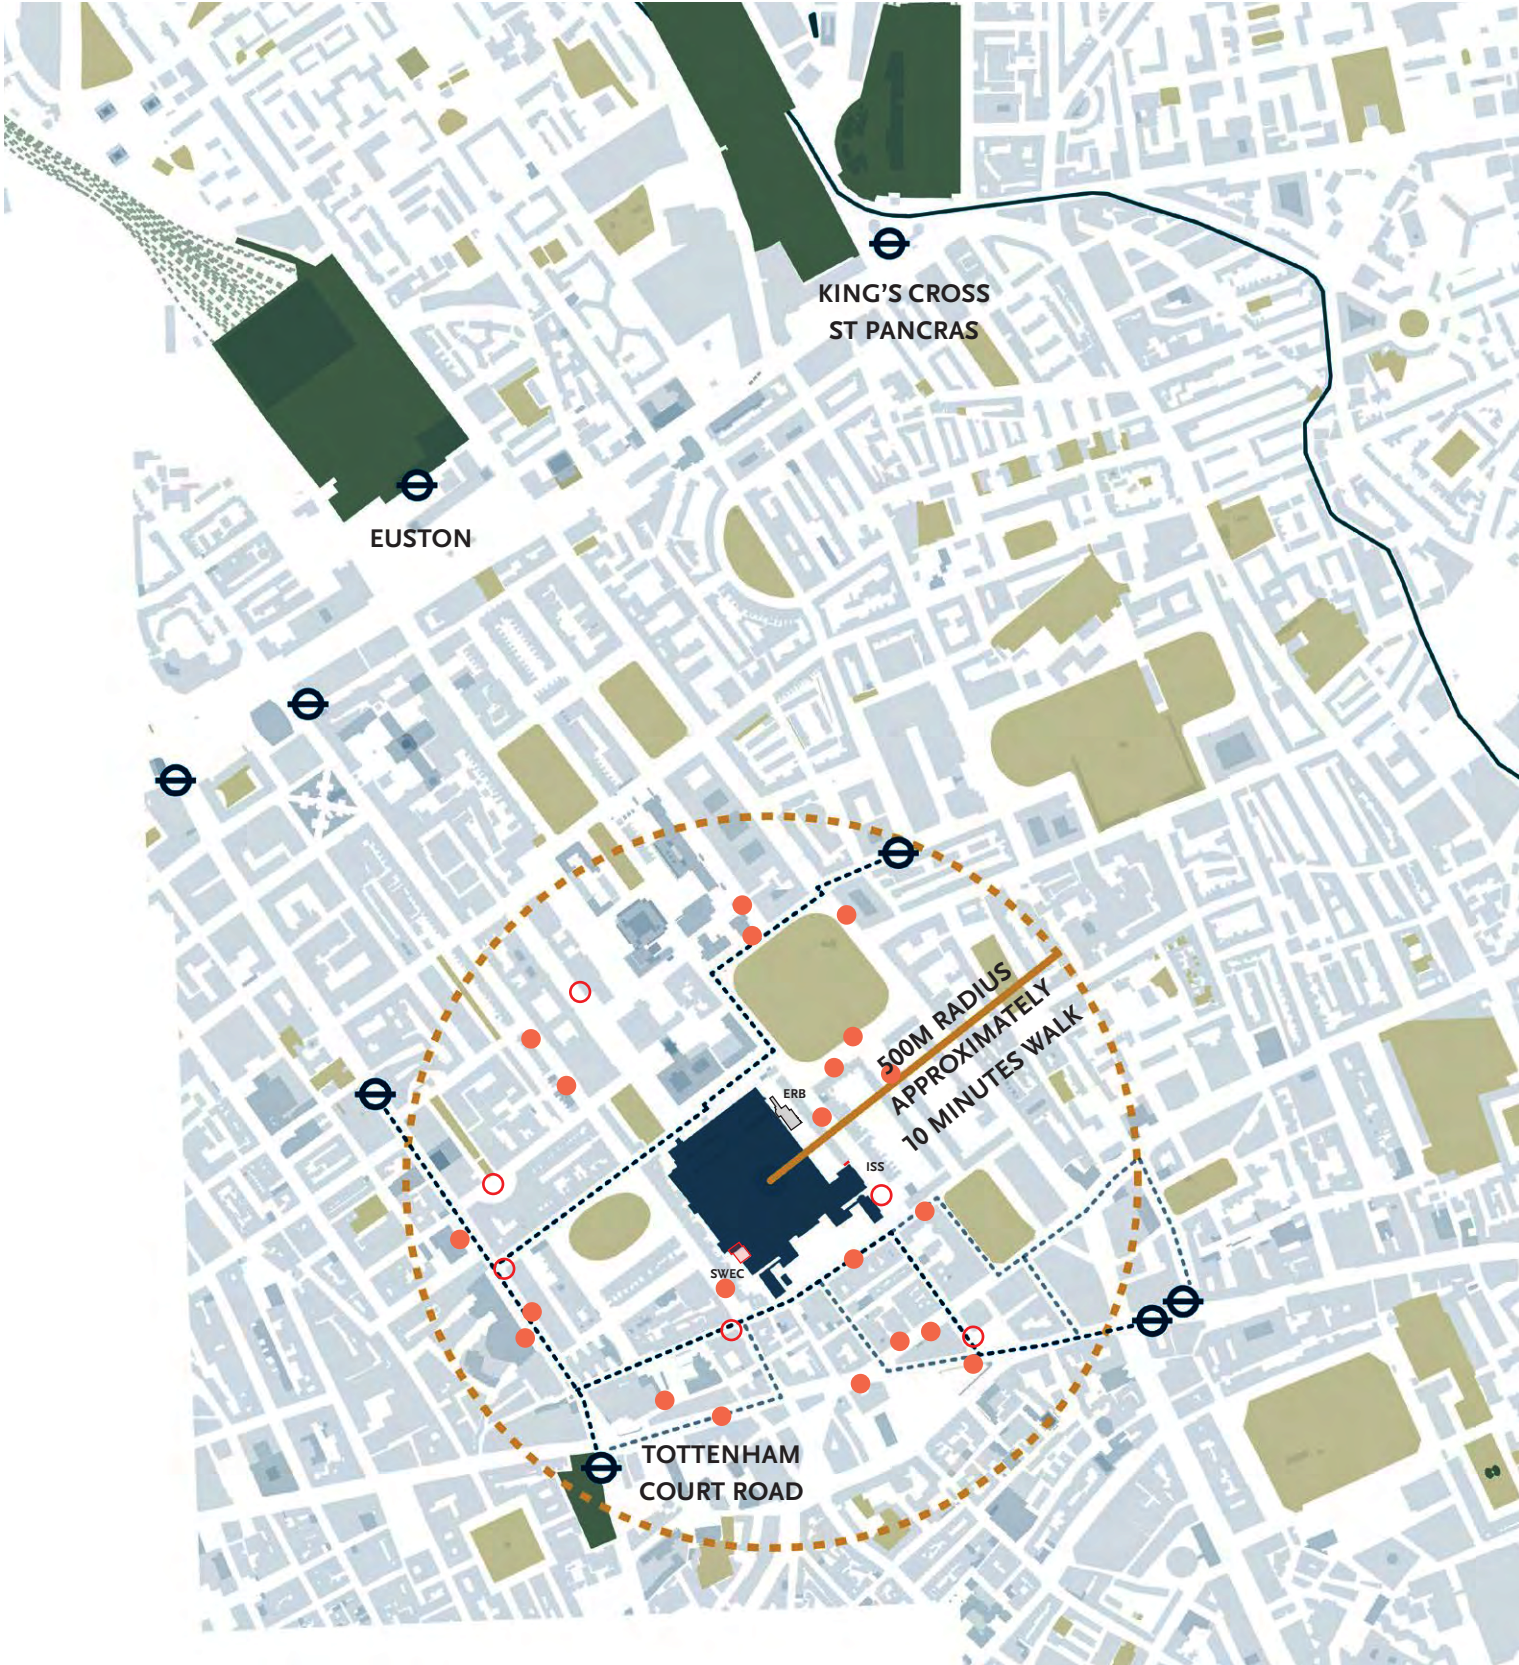 KING'S CROSS
ST PANCRAS
EUSTON
500M RADIUS
APPROXIMATELY
10 MINUTES WALK
ERB
ISS
SWEC
TOTTENHAM
COURT ROAD